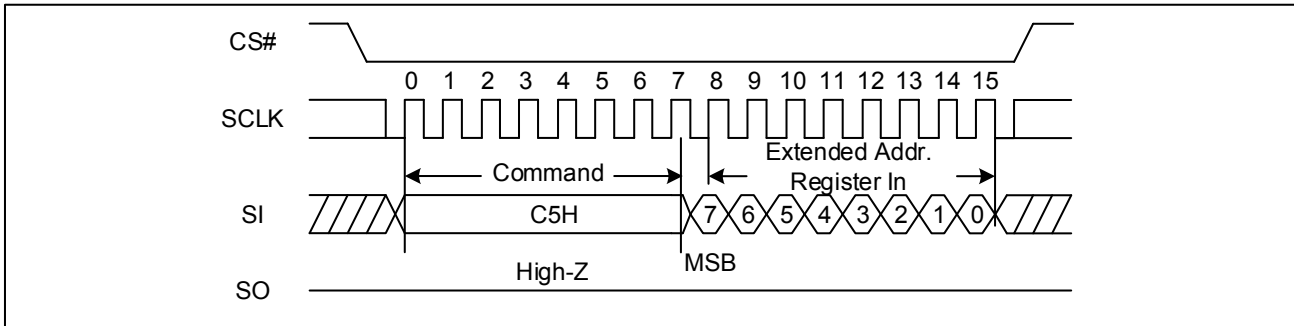 CS#
0 1 2 3 4 5 6 7 8 9 10 11 12 13 14 15
SCLK
Command
Extended Addr.
Register In
SI
C5H
7 6 5 4 3 2 1 0
MSB
High-Z
SO